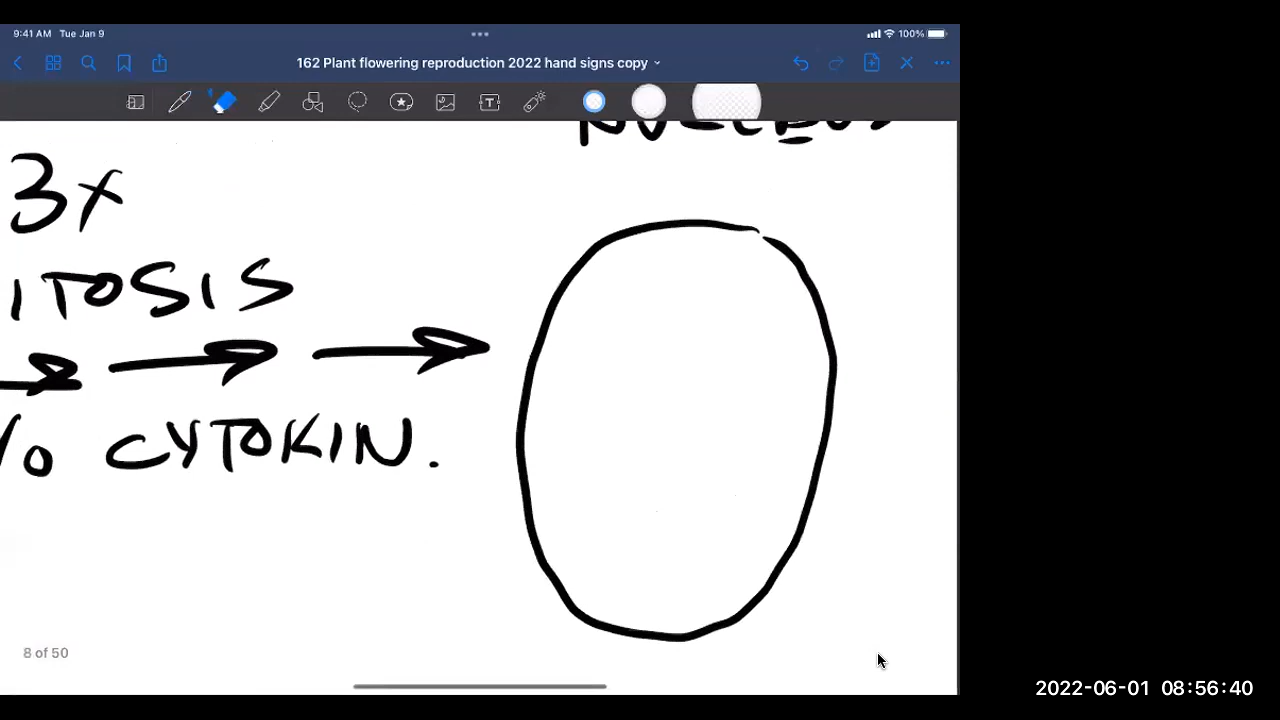 9:41 AM Tue Jan 9
100%
162 Plant flowering reproduction 2022 hand signs copy
3x
ITOSIS
/o CYTOKIN.
8 of 50
2022-06-01 08:56:40